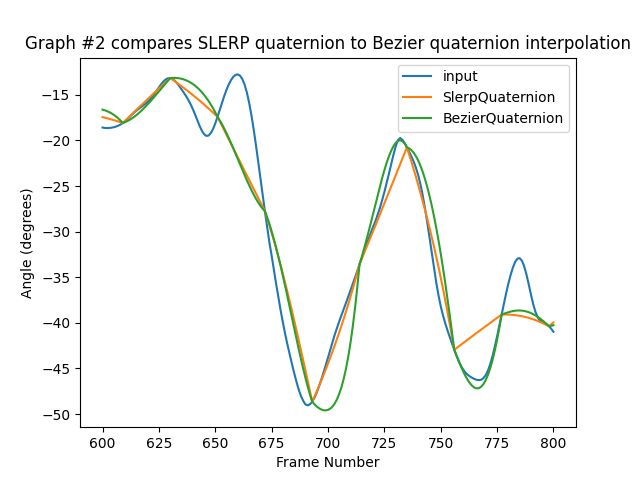 Graph #2 compares SLERP quaternion to Bezier quaternion interpolation
input
SlerpQuaternion
BezierQuaternion
Angle (degrees)
−15
−20
−25
−30
−35
−40
−45
−50
600 625 650 675 700 725 750 775 800
Frame Number